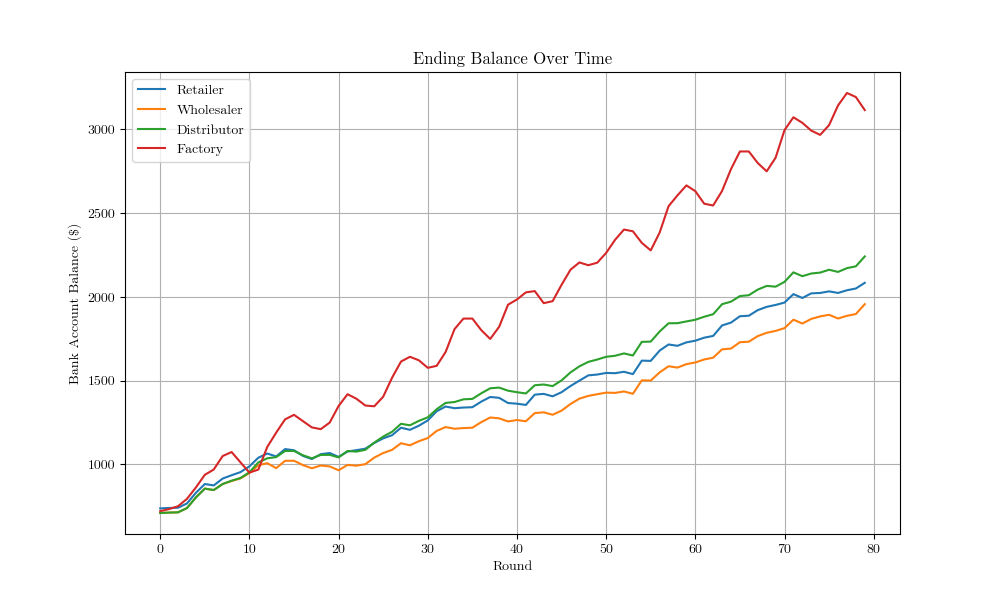 Ending Balance Over Time
Retailer
Wholesaler
Distributor
Factory
Bank Account Balance ($)
3000
2500
2000
1500
1000
0 10 20 30 40 50 60 70 80
Round